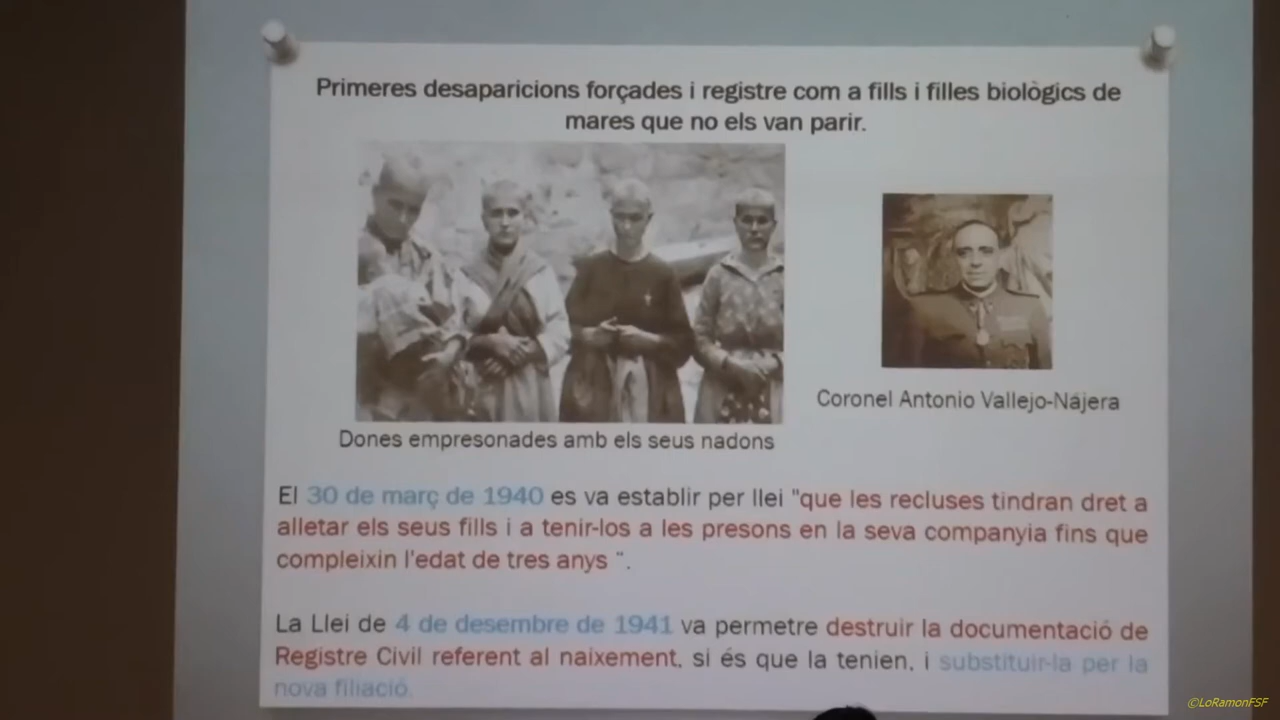 Primeres desaparicions forçades i registre com a fills i filles biològics de
mares que no els van parir.
Dones empresonades amb els seus nadons
Coronel Antonio Vallejo-Nájera
El 30 de març de 1940 es va establir per llei "que les recluses tindran dret a
alletar els seus fills i a tenir-los a les presons en la seva companyia fins que
compleixin l'edat de tres anys “.
La Llei de 4 de desembre de 1941 va permetre destruir la documentació de
Registre Civil referent al naixement, si és que la tenien, i substituir-la per la
nova filiació.
©LoRamonFSF